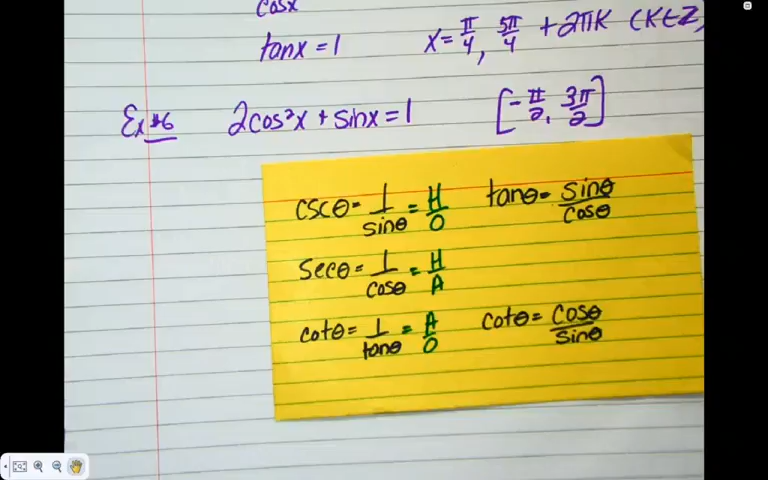 cosx
tanx = 1 x = π/4, 5π/4 + 2πK (K∈Z)
Ex #6 2cos²x + sinx = 1 [-π/2, 3π/2]
cscθ = 1/sinθ = H/O tanθ = sinθ/cosθ
secθ = 1/cosθ = H/A
cotθ = 1/tanθ = A/O cotθ = cosθ/sinθ